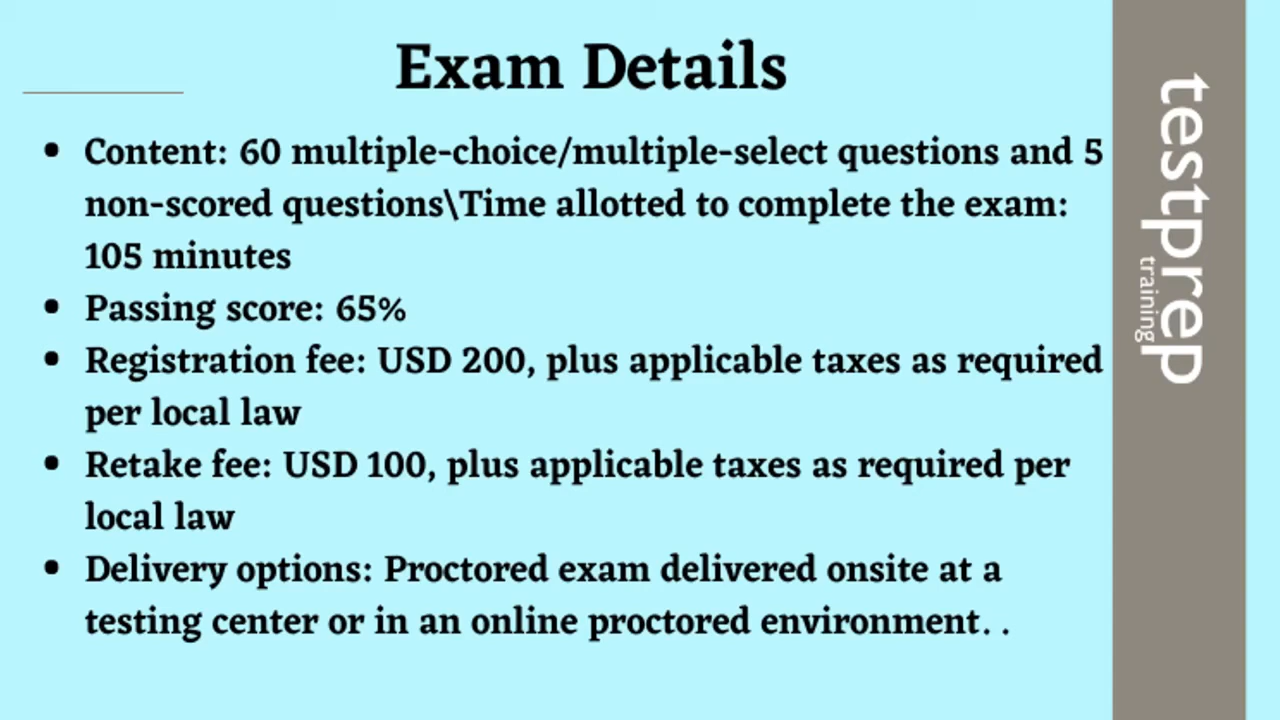 Exam Details
• Content: 60 multiple-choice/multiple-select questions and 5
non-scored questions\Time allotted to complete the exam:
105 minutes
• Passing score: 65%
• Registration fee: USD 200, plus applicable taxes as required
per local law
• Retake fee: USD 100, plus applicable taxes as required per
local law
• Delivery options: Proctored exam delivered onsite at a
testing center or in an online proctored environment. .
testprep
training